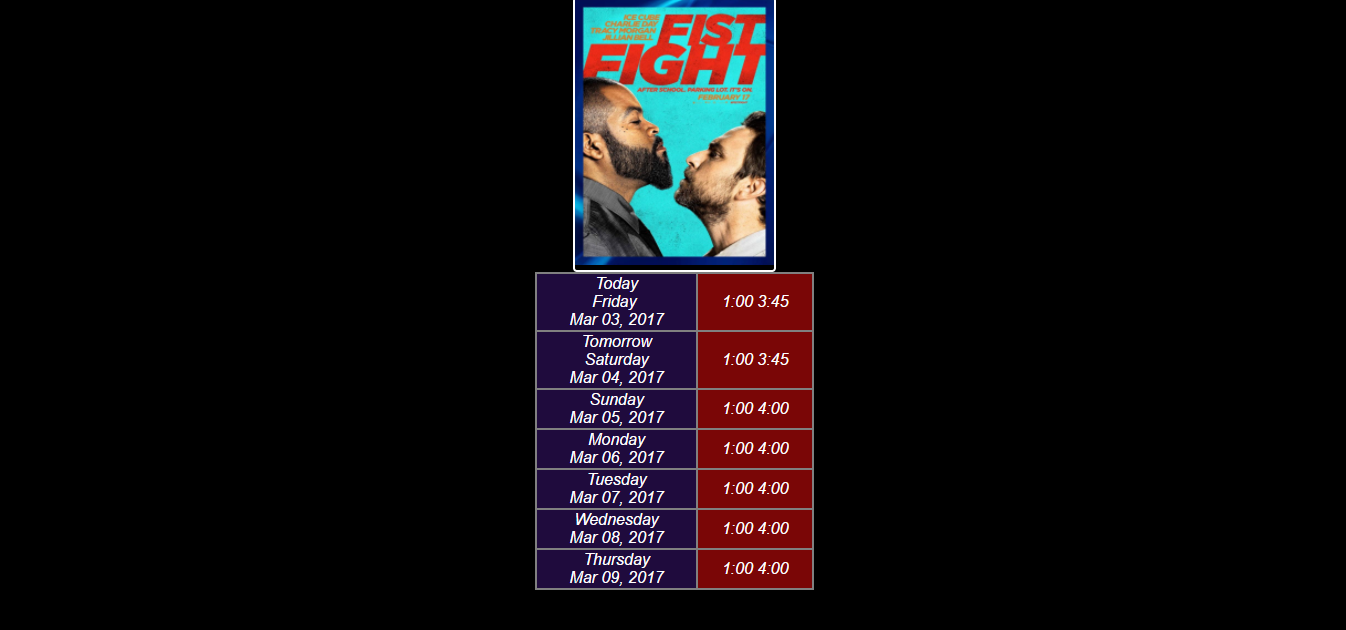 ICE CUBE
CHARLIE DAY
TRACY MORGAN
JILLIAN BELL
FIST
FIGHT
AFTER SCHOOL. PARKING LOT. IT'S ON.
FEBRUARY 17
Today
Friday
Mar 03, 2017
1:00 3:45
Tomorrow
Saturday
Mar 04, 2017
1:00 3:45
Sunday
Mar 05, 2017
1:00 4:00
Monday
Mar 06, 2017
1:00 4:00
Tuesday
Mar 07, 2017
1:00 4:00
Wednesday
Mar 08, 2017
1:00 4:00
Thursday
Mar 09, 2017
1:00 4:00